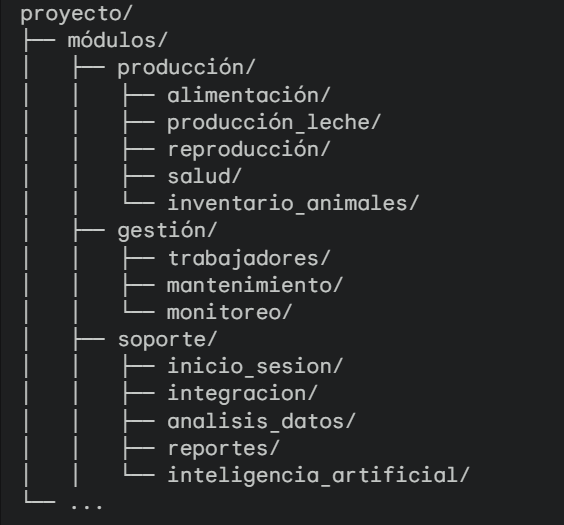 proyecto/
├── módulos/
│   ├── producción/
│   │   ├── alimentación/
│   │   ├── producción_leche/
│   │   ├── reproducción/
│   │   ├── salud/
│   │   └── inventario_animales/
│   ├── gestión/
│   │   ├── trabajadores/
│   │   ├── mantenimiento/
│   │   └── monitoreo/
│   ├── soporte/
│   │   ├── inicio_sesion/
│   │   ├── integracion/
│   │   ├── analisis_datos/
│   │   ├── reportes/
│   │   └── inteligencia_artificial/
└── ...